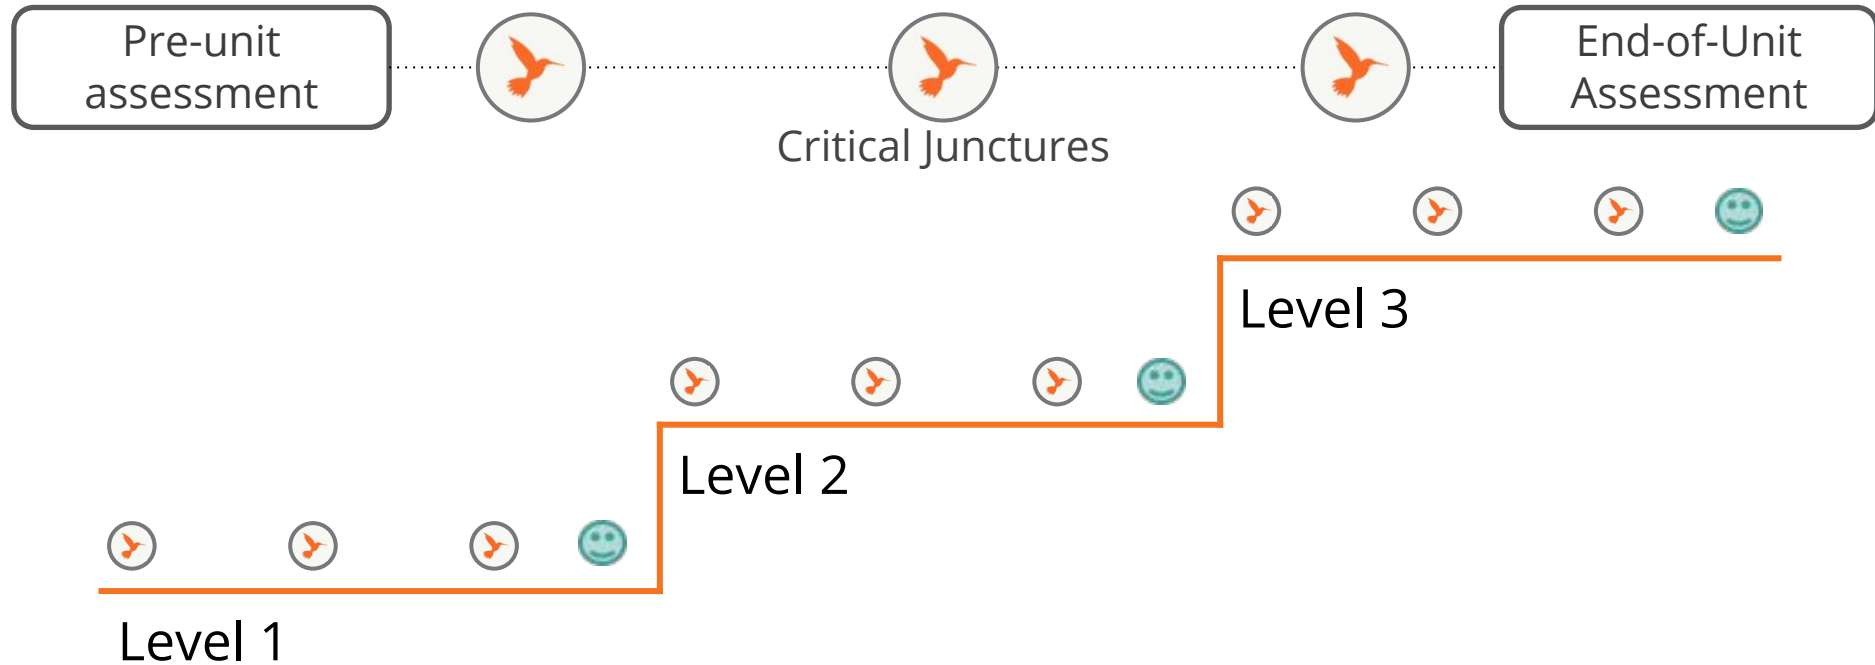 Pre-unit
assessment
End-of-Unit
Assessment
Critical Junctures
Level 3
Level 2
Level 1